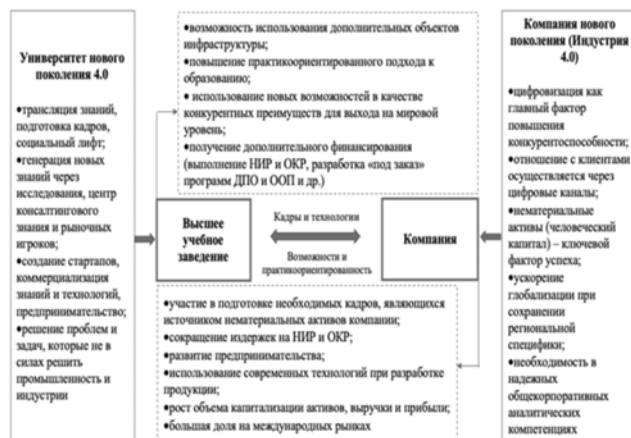 Университет нового
поколения 4.0
•трансляция знаний,
подготовка кадров,
социальный лифт;
•генерация новых
знаний через
исследования, центр
консалтингового
знания и рыночных
игроков;
•создание стартапов,
коммерциализация
знаний и технологий,
предпринимательство;
•решение проблем и
задач, которые не в
силах решить
промышленность и
индустрии
•возможность использования дополнительных объектов
инфраструктуры;
•повышение практикоориентированного подхода к
образованию;
• использование новых возможностей в качестве
конкурентных преимуществ для выхода на мировой
уровень;
•получение дополнительного финансирования
(выполнение НИР и ОКР, разработка «под заказ»
программ ДПО и ООП и др.)
Высшее
учебное
заведение
Кадры и технологии
Возможности и
практикоориентированность
Компания
•участие в подготовке необходимых кадров, являющихся
источником нематериальных активов компании;
•сокращение издержек на НИР и ОКР;
•развитие предпринимательства;
•использование современных технологий при разработке
продукции;
•рост объема капитализации активов, выручки и прибыли;
•большая доля на международных рынках
Компания нового
поколения (Индустрия
4.0)
•цифровизация как
главный фактор
повышения
конкурентоспособности;
•отношение с клиентами
осуществляется через
цифровые каналы;
•нематериальные
активы (человеческий
капитал) – ключевой
фактор успеха;
•ускорение
глобализации при
сохранении
региональной
специфики;
•необходимость в
надежных
общекорпоративных
аналитических
компетенциях